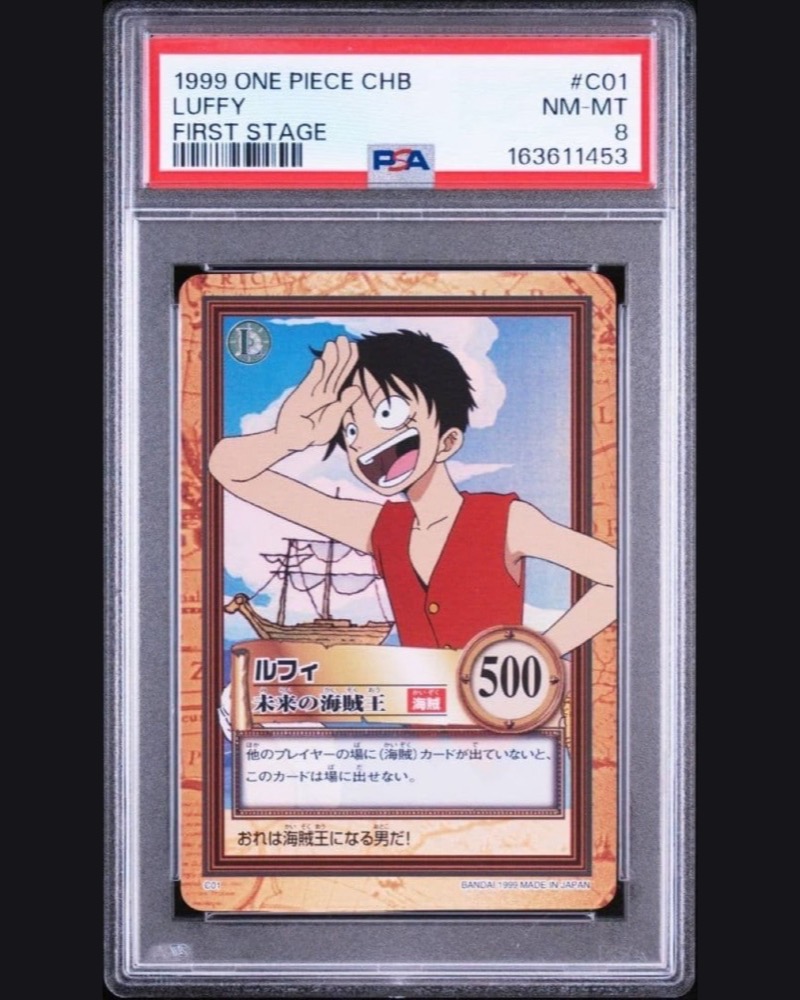 1999 ONE PIECE CHB #C01
LUFFY NM-MT
FIRST STAGE 8
PSA 163611453
E
ルフィ
500
未来の海賊王
かいぞく
海賊
他のプレイヤーの場に(海賊)カードが出ていないと、
このカードは場に出せない。
おれは海賊王になる男だ!
C01 BANDAI 1999 MADE IN JAPAN